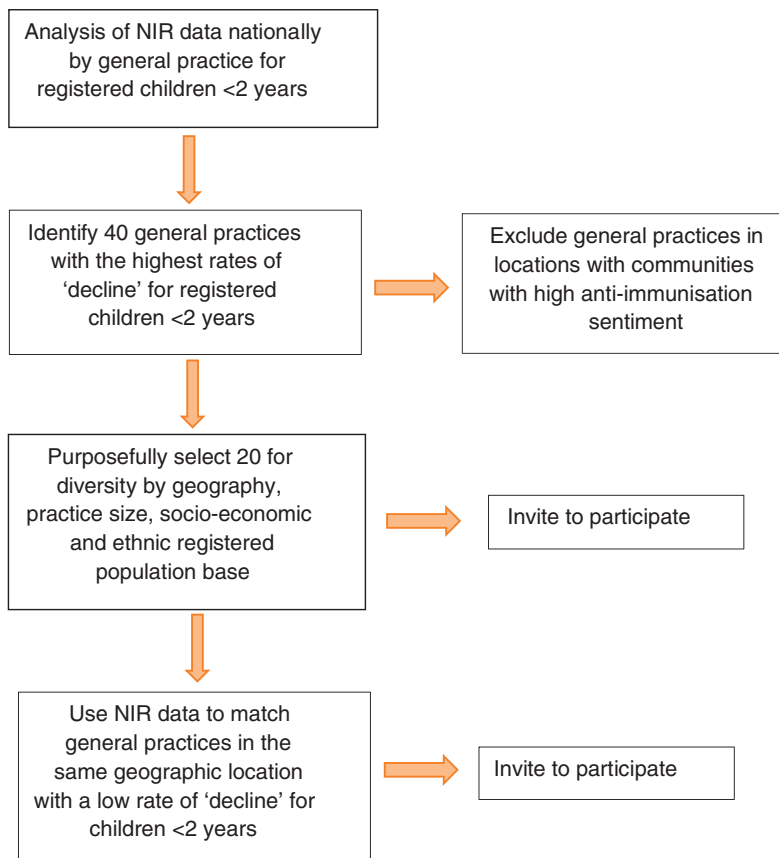 Analysis of NIR data nationally
by general practice for
registered children <2 years
Identify 40 general practices
with the highest rates of
‘decline’ for registered
children <2 years
Exclude general practices in
locations with communities
with high anti-immunisation
sentiment
Purposefully select 20 for
diversity by geography,
practice size, socio-economic
and ethnic registered
population base
Invite to participate
Use NIR data to match
general practices in the
same geographic location
with a low rate of ‘decline’ for
children <2 years
Invite to participate